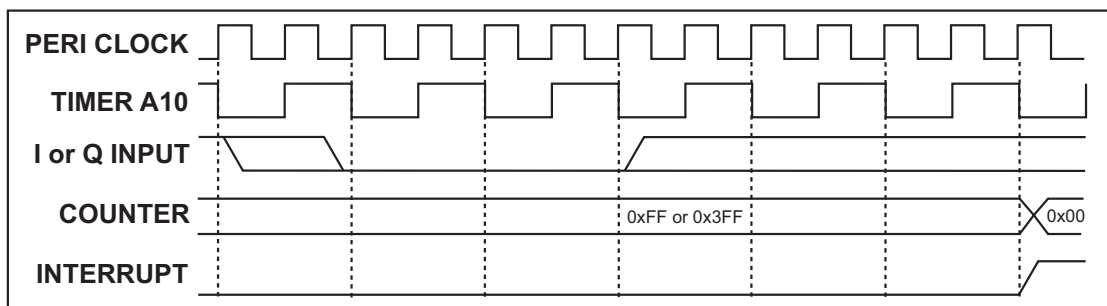 PERI CLOCK
TIMER A10
I or Q INPUT
COUNTER
0xFF or 0x3FF
0x00
INTERRUPT